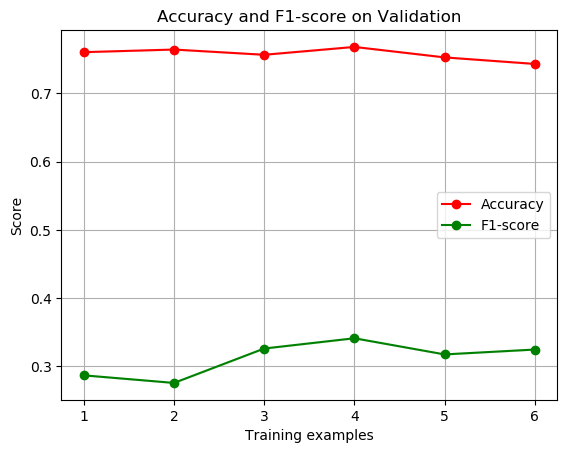 Accuracy and F1-score on Validation
0.7
0.6
0.5
0.4
0.3
Score
Accuracy
F1-score
1 2 3 4 5 6
Training examples